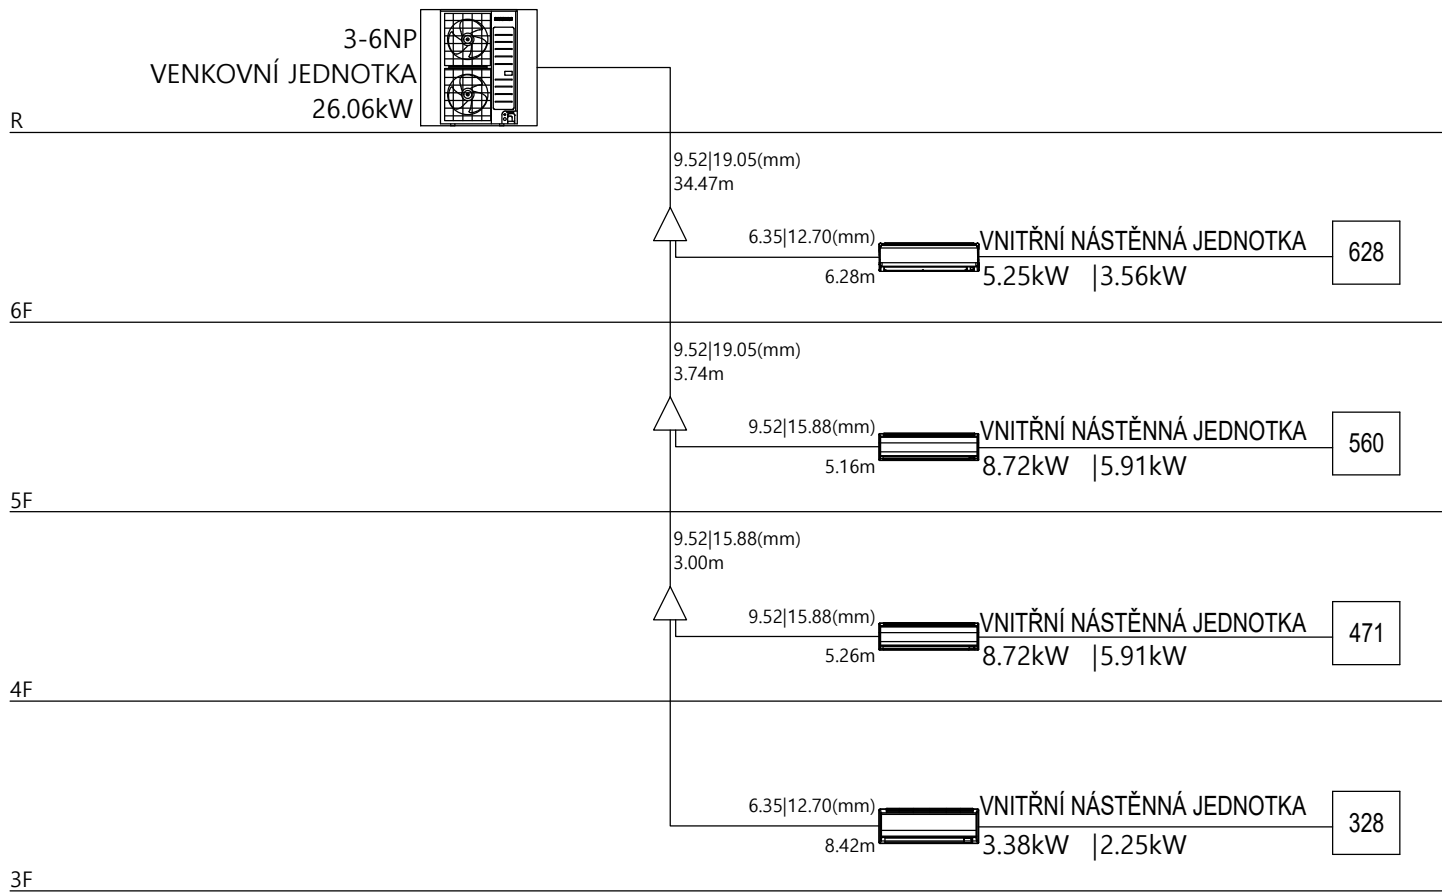 3-6NP
VENKOVNÍ JEDNOTKA
26.06kW
R
9.52|19.05(mm)
34.47m
6.35|12.70(mm)
6.28m
VNITŘNÍ NÁSTĚNNÁ JEDNOTKA
5.25kW |3.56kW
628
6F
9.52|19.05(mm)
3.74m
9.52|15.88(mm)
5.16m
VNITŘNÍ NÁSTĚNNÁ JEDNOTKA
8.72kW |5.91kW
560
5F
9.52|15.88(mm)
3.00m
9.52|15.88(mm)
5.26m
VNITŘNÍ NÁSTĚNNÁ JEDNOTKA
8.72kW |5.91kW
471
4F
6.35|12.70(mm)
8.42m
VNITŘNÍ NÁSTĚNNÁ JEDNOTKA
3.38kW |2.25kW
328
3F